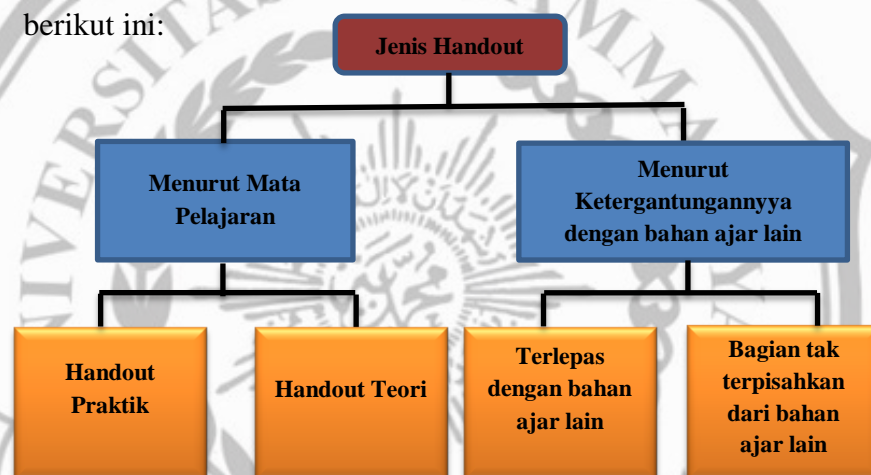 berikut ini:
Jenis Handout
Menurut Mata
Pelajaran
Menurut
Ketergantungannyya
dengan bahan ajar lain
Handout
Praktik
Handout Teori
Terlepas
dengan bahan
ajar lain
Bagian tak
terpisahkan
dari bahan
ajar lain